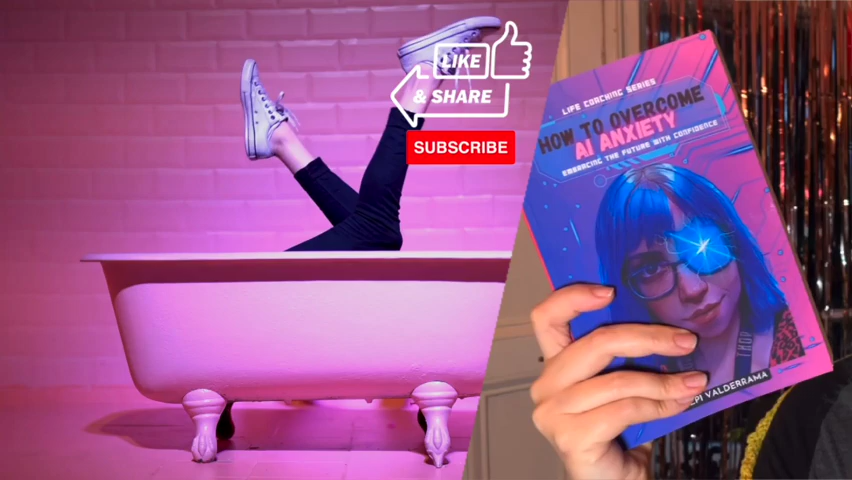 LIKE
& SHARE
SUBSCRIBE
LIFE COACHING SERIES
HOW TO OVERCOME
AI ANXIETY
EMBRACING THE FUTURE WITH CONFIDENCE
VALDERRAMA